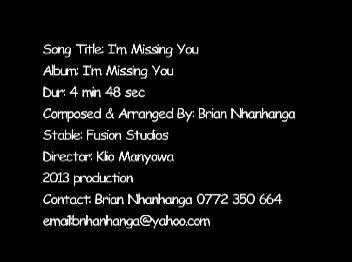 Song Title: I'm Missing You
Album: I'm Missing You
Dur: 4 min 48 sec
Composed & Arranged By: Brian Nhanhanga
Stable: Fusion Studios
Director: Klio Manyowa
2013 production
Contact: Brian Nhanhanga 0772 350 664
email:bnhanhanga@yahoo.com